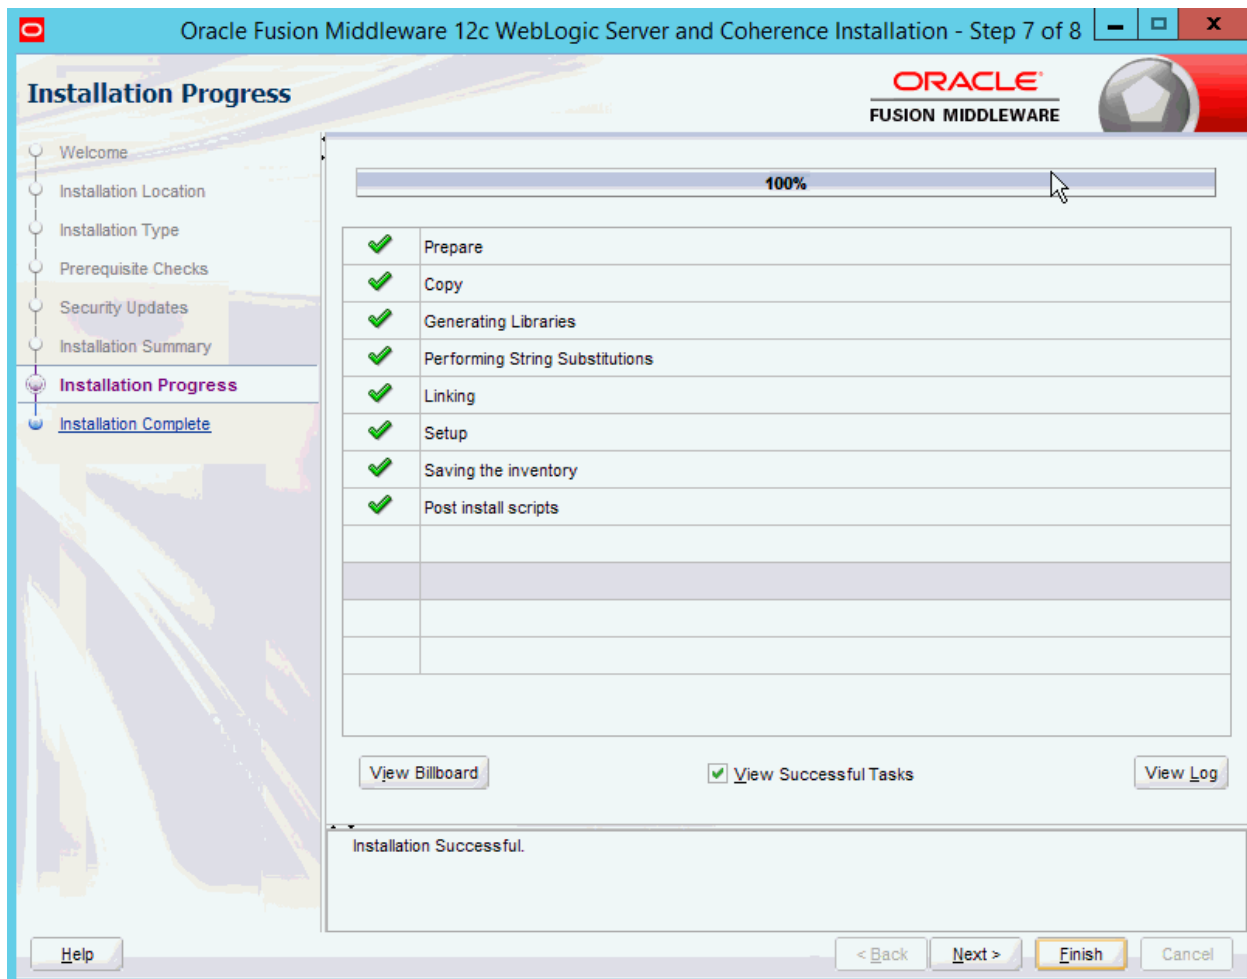 Oracle Fusion Middleware 12c WebLogic Server and Coherence Installation - Step 7 of 8
Installation Progress
ORACLE
FUSION MIDDLEWARE
Welcome
Installation Location
Installation Type
Prerequisite Checks
Security Updates
Installation Summary
Installation Progress
Installation Complete
100%
Prepare
Copy
Generating Libraries
Performing String Substitutions
Linking
Setup
Saving the inventory
Post install scripts
View Billboard
View Successful Tasks
View Log
Installation Successful.
Help
< Back
Next >
Finish
Cancel